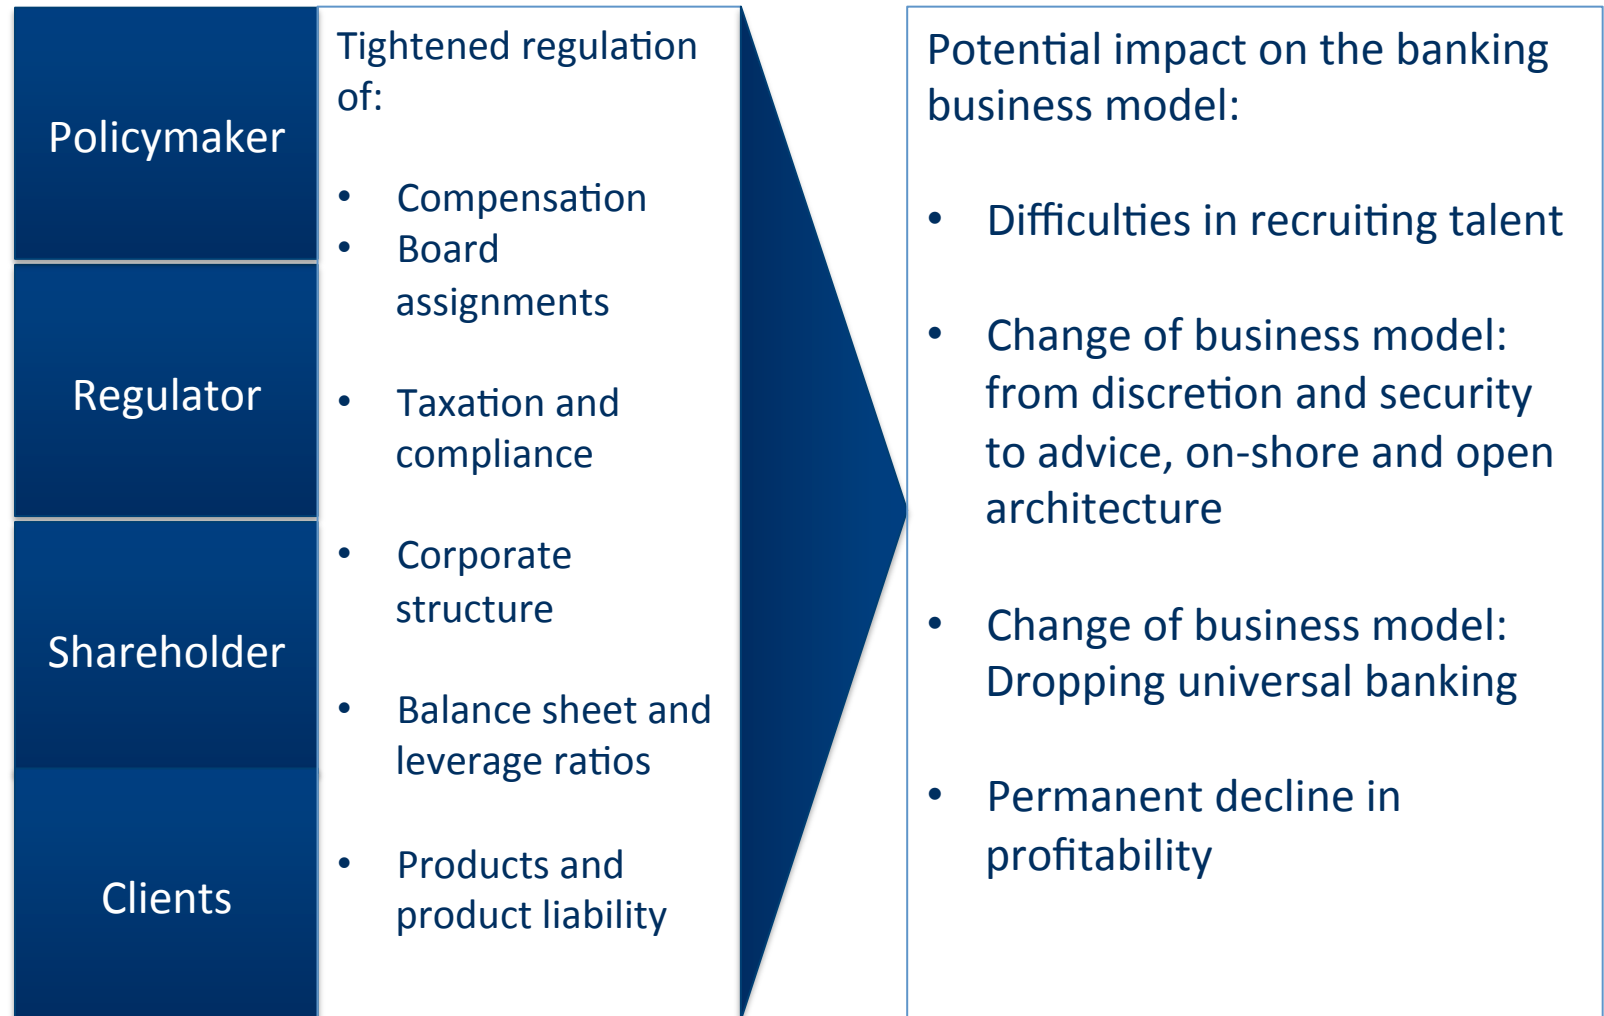 Policymaker
Regulator
Shareholder
Clients
Tightened regulation
of:
• Compensation
• Board
assignments
• Taxation and
compliance
• Corporate
structure
• Balance sheet and
leverage ratios
• Products and
product liability
Potential impact on the banking
business model:
• Difficulties in recruiting talent
• Change of business model:
from discretion and security
to advice, on-shore and open
architecture
• Change of business model:
Dropping universal banking
• Permanent decline in
profitability